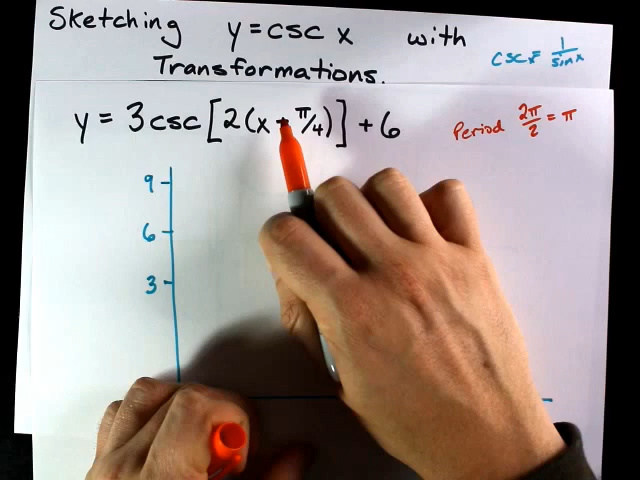 Sketching y = csc x with
Transformations.
csc x = 1/sin x
y = 3 csc [2(x - π/4)] + 6
Period 2π/2 = π
9
6
3